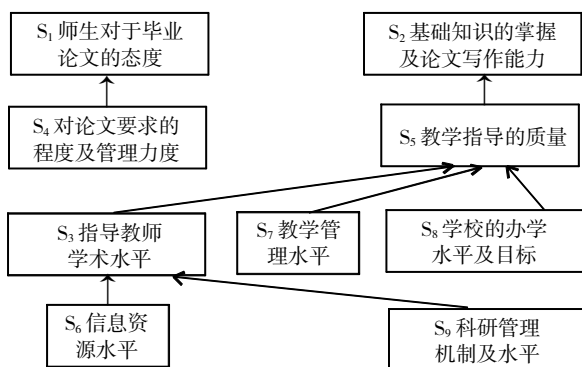 S₁ 师生对于毕业
论文的态度
S₂ 基础知识的掌握
及论文写作能力
S₄ 对论文要求的
程度及管理力度
S₅ 教学指导的质量
S₃ 指导教师
学术水平
S₇ 教学管
理水平
S₈ 学校的办学
水平及目标
S₆ 信息资
源水平
S₉ 科研管理
机制及水平